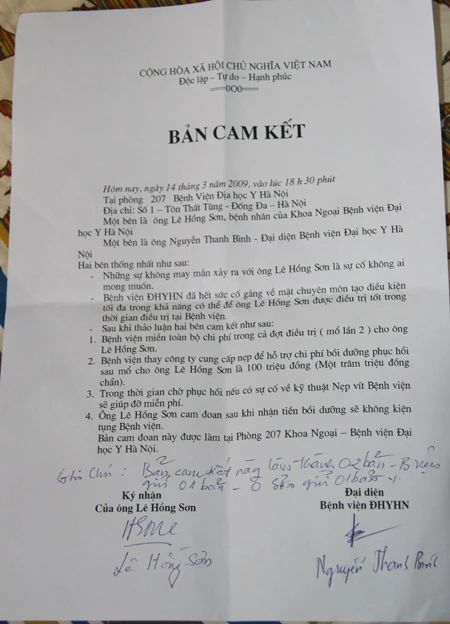 CỘNG HÒA XÃ HỘI CHỦ NGHĨA VIỆT NAM
Độc lập – Tự do – Hạnh phúc
===000===
BẢN CAM KẾT
Hôm nay, ngày 14 tháng 3 năm 2009, vào lúc 18 h 30 phút
Tại phòng 207 Bệnh Viện Địa học Y Hà Nội
Địa chỉ: Số 1 – Tôn Thất Tùng - Đống Đa – Hà Nội
Một bên là ông Lê Hồng Sơn, bệnh nhân của Khoa Ngoại Bệnh viện Đại
học Y Hà Nội
Một bên là ông Nguyễn Thanh Bình - Đại diện Bệnh viện Đại học Y Hà
Nội
Hai bên thống nhất như sau:
- Những sự không may mắn xảy ra với ông Lê Hồng Sơn là sự cố không ai
mong muốn.
- Bệnh viện ĐHYHN đã hết sức cố gắng về mặt chuyên môn tạo điều kiện
tối đa trong khả năng có thể để ông Lê Hồng Sơn được điều trị tốt trong
thời gian điều trị tại Bệnh viện.
- Sau khi thảo luận hai bên cam kết như sau:
1. Bệnh viện miễn toàn bộ chi phí trong cả đợt điều trị ( mổ lần 2 ) cho ông
Lê Hồng Sơn.
2. Bệnh viện thay công ty cung cấp nẹp để hỗ trợ chi phí bồi dưỡng phục hồi
sau mổ cho ông Lê Hồng Sơn là 100 triệu đồng (Một trăm triệu đồng
chẵn).
3. Trong thời gian chờ phục hồi nếu có sự cố về kỹ thuật Nẹp vít Bệnh viện
sẽ giúp đỡ miễn phí.
4. Ông Lê Hồng Sơn cam đoan sau khi nhận tiền bồi dưỡng sẽ không kiện
tụng Bệnh viện.
Bản cam đoan này được làm tại Phòng 207 Khoa Ngoại – Bệnh viện Đại
học Y Hà Nội.
Ghi chú : Bản cam kết này làm thành 02 bản - B viện
giữ 01 bản - Ô Sơn giữ 01 bản
Ký nhận
Của ông Lê Hồng Sơn
Đại diện
Bệnh viện ĐHYHN
Lê Hồng Sơn
Nguyễn Thanh Bình